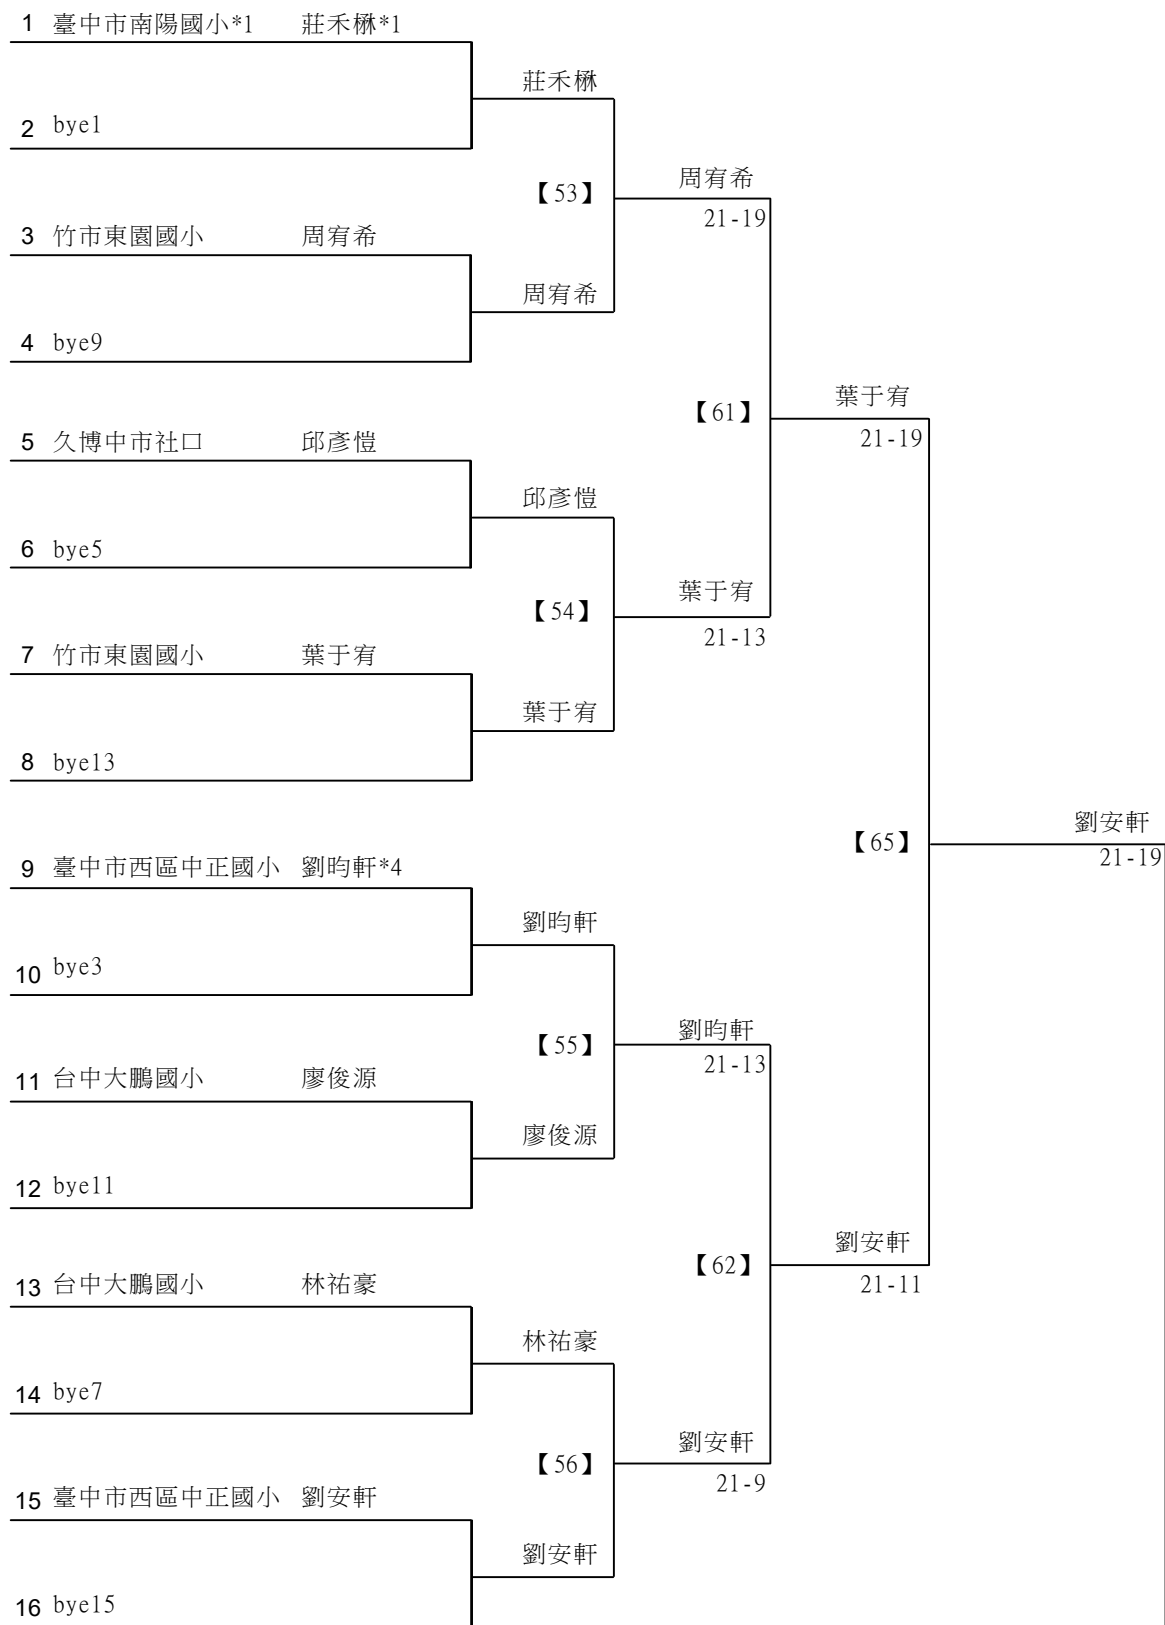 1 臺中市南陽國小*1 莊禾楙*1
莊禾楙
2 bye1
【53】 周宥希
21-19
3 竹市東園國小 周宥希
周宥希
4 bye9
【61】 葉于宥
21-19
5 久博中市社口 邱彥愷
邱彥愷
6 bye5
【54】 葉于宥
21-13
7 竹市東園國小 葉于宥
葉于宥
8 bye13
【65】 劉安軒
21-19
9 臺中市西區中正國小 劉昀軒*4
劉昀軒
10 bye3
【55】 劉昀軒
21-13
11 台中大鵬國小 廖俊源
廖俊源
12 bye11
【62】 劉安軒
21-11
13 台中大鵬國小 林祐豪
林祐豪
14 bye7
【56】 劉安軒
21-9
15 臺中市西區中正國小 劉安軒
劉安軒
16 bye15